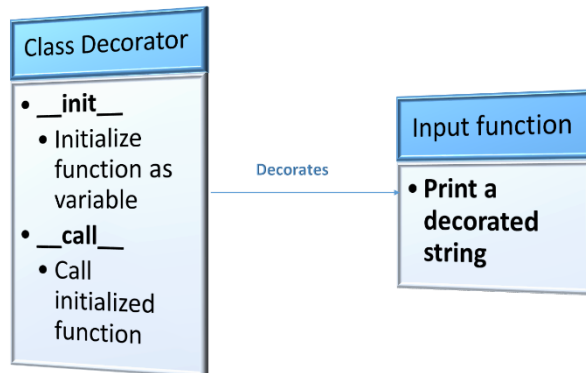 Class Decorator
• __init__
• Initialize
function as
variable
• __call__
• Call
initialized
function
Decorates
Input function
• Print a
decorated
string